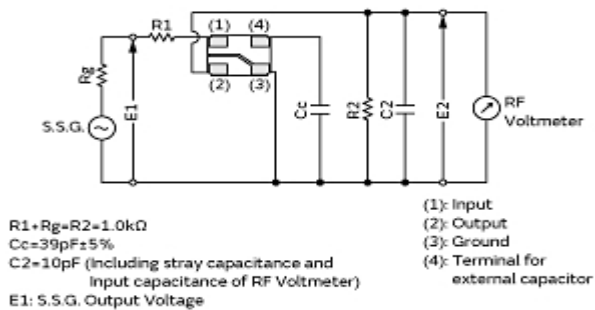 R1
(1)
(4)
Rg
(2)
(3)
S.S.G.
E1
Cc
R2
C2
E2
RF
Voltmeter
R1+Rg=R2=1.0kΩ
Cc=39pF±5%
C2=10pF (Including stray capacitance and
Input capacitance of RF Voltmeter)
E1: S.S.G. Output Voltage
(1): Input
(2): Output
(3): Ground
(4): Terminal for
external capacitor